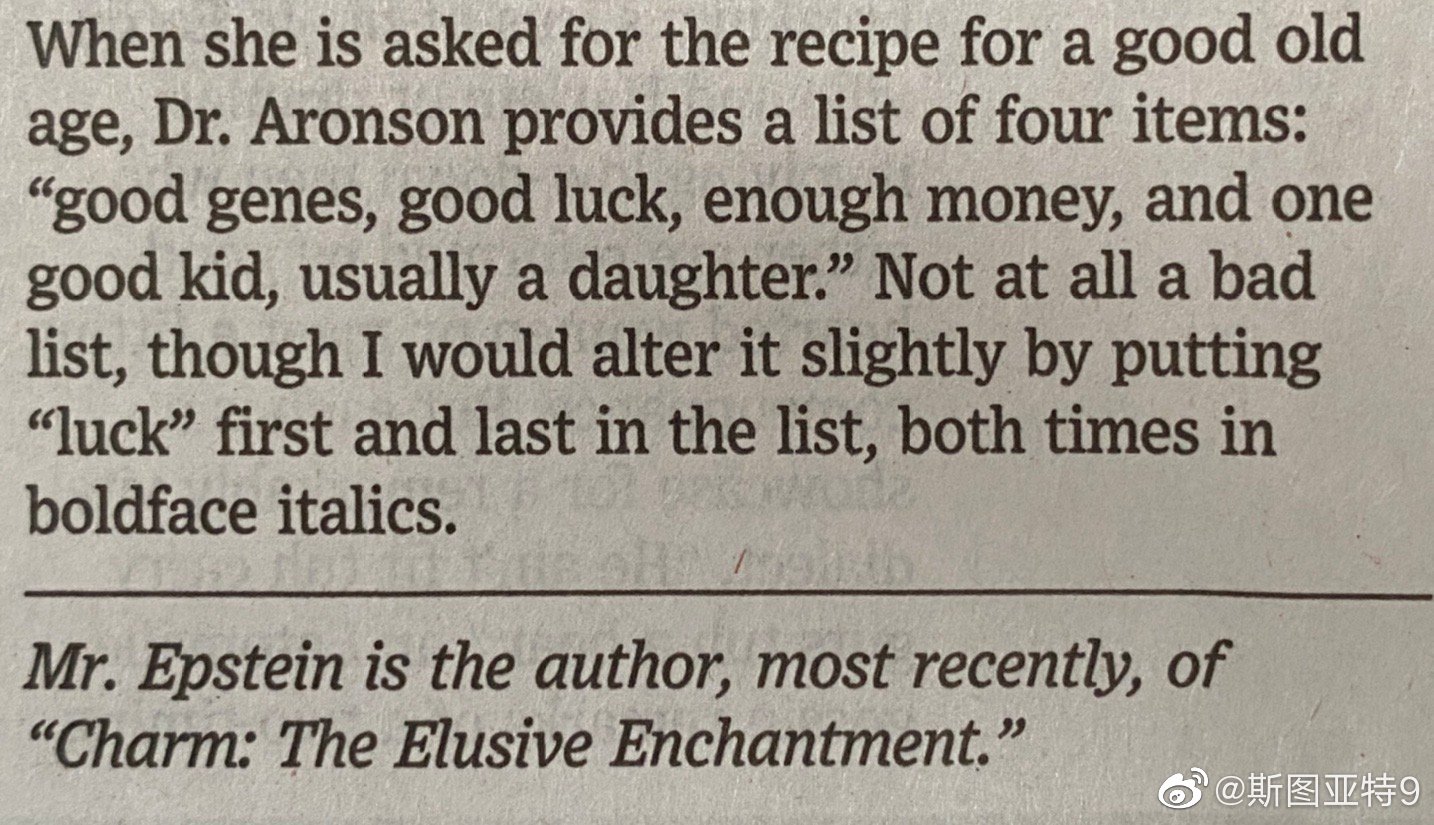 When she is asked for the recipe for a good old
age, Dr. Aronson provides a list of four items:
“good genes, good luck, enough money, and one
good kid, usually a daughter.” Not at all a bad
list, though I would alter it slightly by putting
“luck” first and last in the list, both times in
boldface italics.
Mr. Epstein is the author, most recently, of
“Charm: The Elusive Enchantment.”
@斯图亚特9